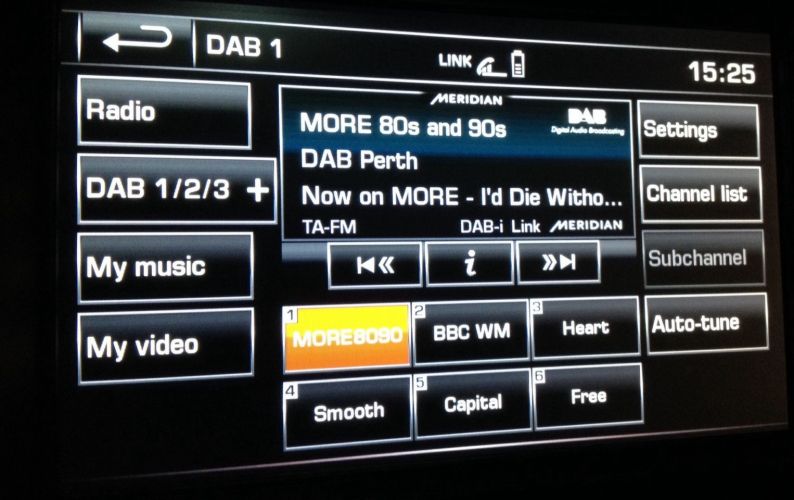 DAB 1
LINK
15:25
Radio
DAB 1/2/3 +
My music
My video
MERIDIAN
MORE 80s and 90s
DAB
Digital Audio Broadcasting
DAB Perth
Now on MORE - I'd Die Witho...
TA-FM DAB-i Link MERIDIAN
i
Settings
Channel list
Subchannel
Auto-tune
1 MORE8090
2 BBC WM
3 Heart
4 Smooth
5 Capital
6 Free